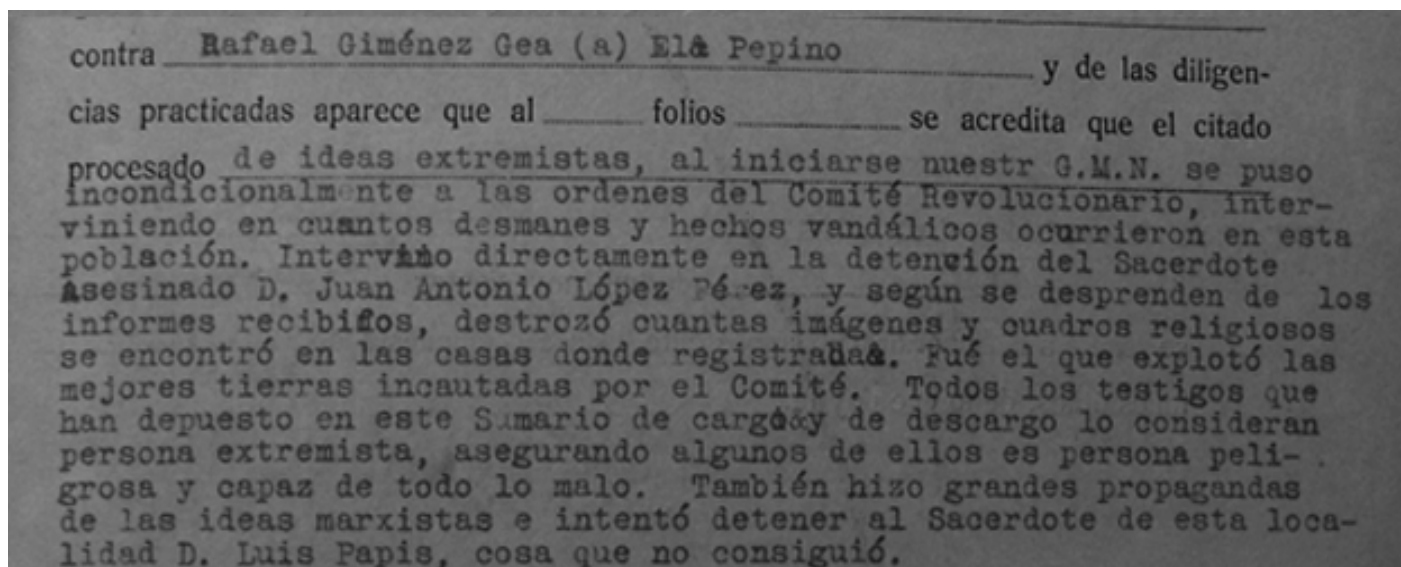 contra Rafael Giménez Gea (a) El Pepino y de las diligen-
cias practicadas aparece que al folios se acredita que el citado
procesado de ideas extremistas, al iniciarse nuestr G.M.N. se puso
incondicionalmente a las ordenes del Comité Revolucionario, inter-
viniendo en cuantos desmanes y hechos vandálicos ocurrieron en esta
población. Intervino directamente en la detención del Sacerdote
Asesinado D. Juan Antonio López Pérez, y según se desprenden de los
informes recibidos, destrozó cuantas imágenes y cuadros religiosos
se encontró en las casas donde Fué el que explotó las
mejores tierras incautadas por el Comité. Todos los testigos que
han depuesto en este Sumario de cargo y de descargo lo consideran
persona extremista, asegurando algunos de ellos es persona peli-
grosa y capaz de todo lo malo. También hizo grandes propagandas
de las ideas marxistas e intentó detener al Sacerdote de esta loca-
lidad D. Luis Papis, cosa que no consiguió.